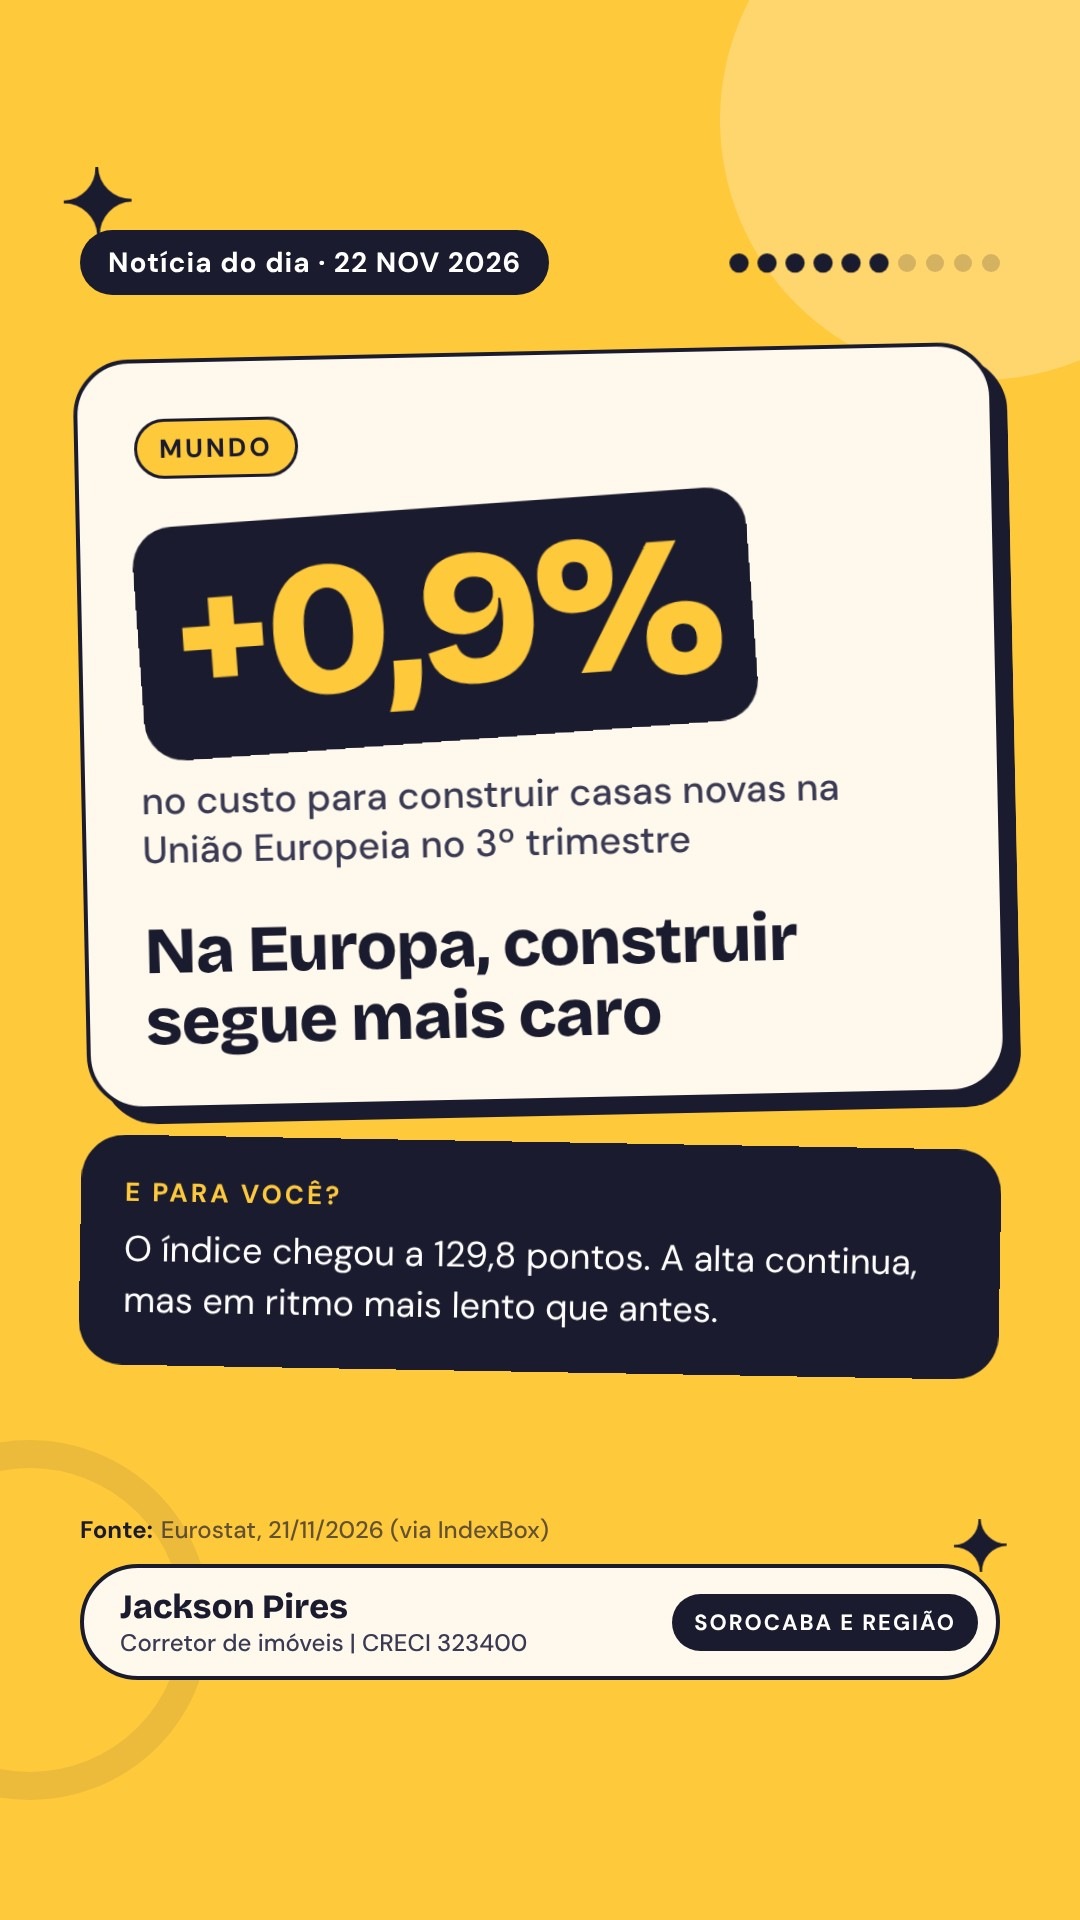 Notícia do dia · 22 NOV 2026
MUNDO
+0,9%
no custo para construir casas novas na
União Europeia no 3º trimestre
Na Europa, construir
segue mais caro
E PARA VOCÊ?
O índice chegou a 129,8 pontos. A alta continua,
mas em ritmo mais lento que antes.
Fonte: Eurostat, 21/11/2026 (via IndexBox)
Jackson Pires
Corretor de imóveis | CRECI 323400
SOROCABA E REGIÃO